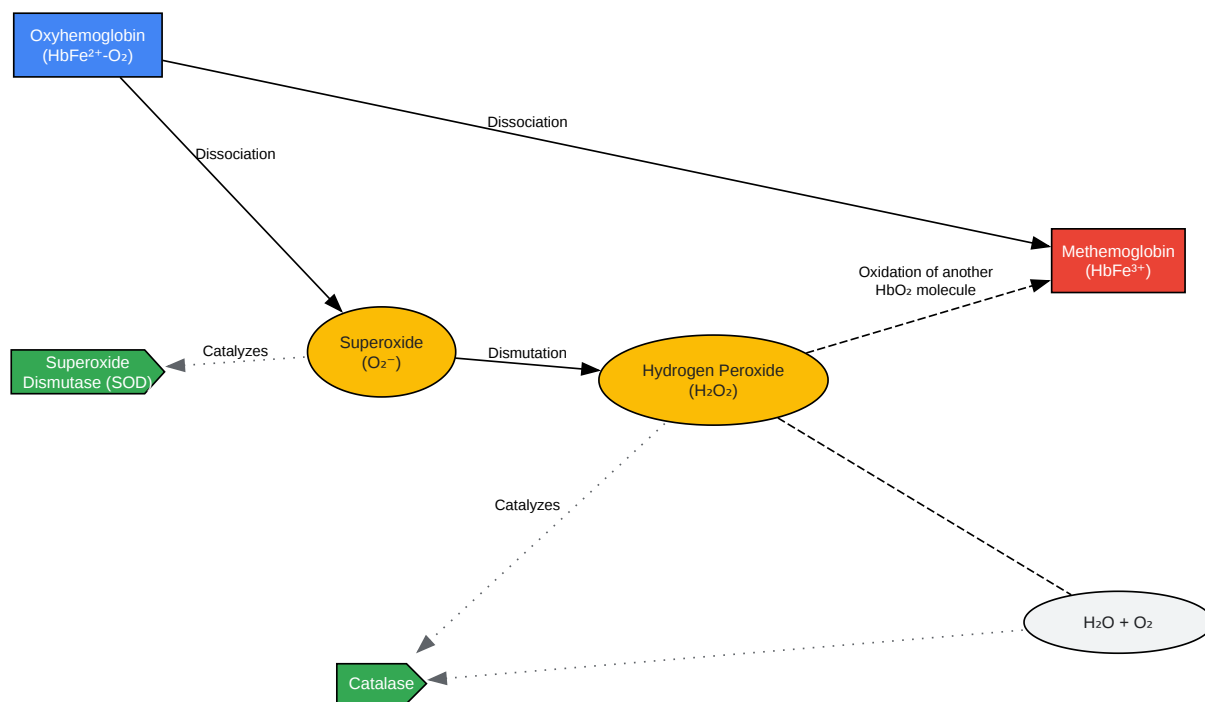 Oxyhemoglobin
(HbFe²⁺-O₂)
Dissociation
Dissociation
Methemoglobin
(HbFe³⁺)
Oxidation of another
HbO₂ molecule
Superoxide
(O₂⁻)
Catalyzes
Superoxide
Dismutase (SOD)
Dismutation
Hydrogen Peroxide
(H₂O₂)
Catalyzes
H₂O + O₂
Catalase